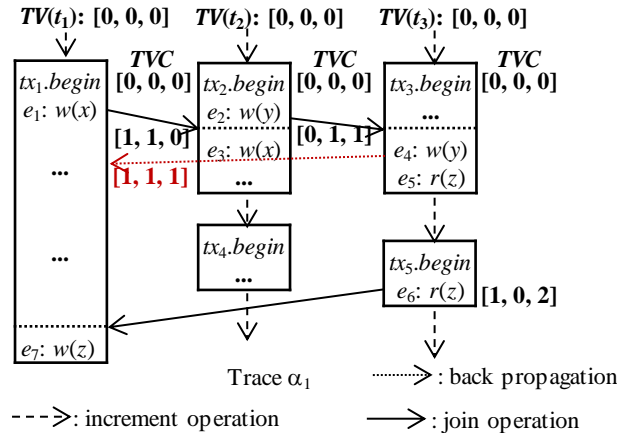 TV(t₁): [0, 0, 0] TV(t₂): [0, 0, 0] TV(t₃): [0, 0, 0]
TVC TVC TVC
[0, 0, 0] [0, 0, 0] [0, 0, 0]
tx₁.begin tx₂.begin tx₃.begin
e₁: w(x) e₂: w(y) ...
[1, 1, 0] [0, 1, 1]
... e₃: w(x) e₄: w(y)
[1, 1, 1] ... e₅: r(z)
... tx₄.begin tx₅.begin
... e₆: r(z) [1, 0, 2]
e₇: w(z)
Trace α₁ : back propagation
: increment operation : join operation